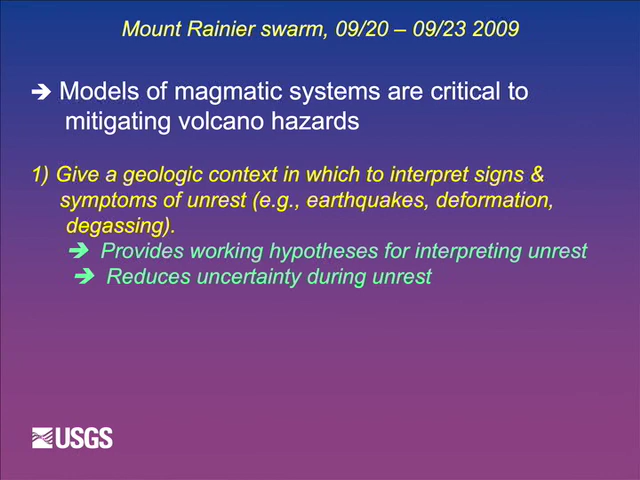 Mount Rainier swarm, 09/20 – 09/23 2009
➔ Models of magmatic systems are critical to
mitigating volcano hazards
1) Give a geologic context in which to interpret signs &
symptoms of unrest (e.g., earthquakes, deformation,
degassing).
➔ Provides working hypotheses for interpreting unrest
➔ Reduces uncertainty during unrest
USGS